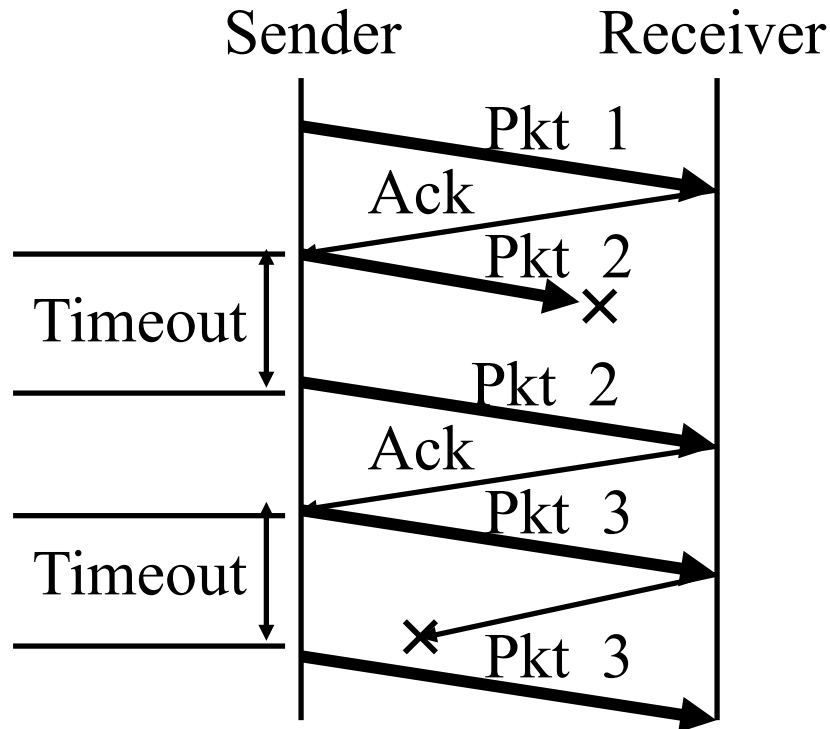 Sender
Receiver
Pkt 1
Ack
Pkt 2
Timeout
Pkt 2
Ack
Pkt 3
Timeout
Pkt 3